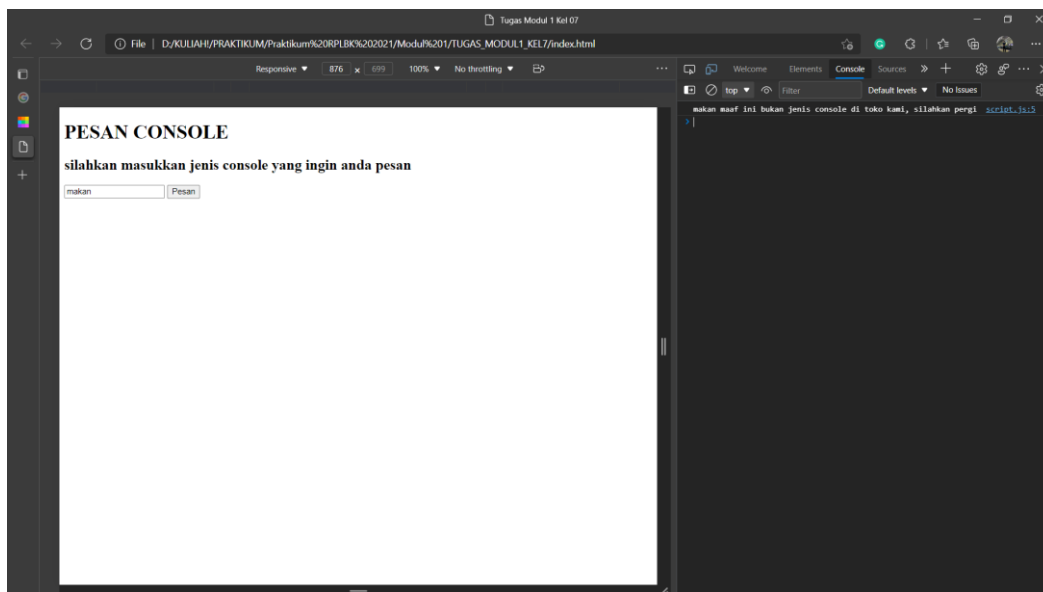 Tugas Modul 1 Kel 07
File | D:/KULIAH!/PRAKTIKUM/Praktikum%20RPLBK%202021/Modul%201/TUGAS_MODUL1_KEL7/index.html
Responsive ▼ 876 x 699 100% ▼ No throttling ▼
Welcome Elements Console Sources
top ▼ Filter Default levels ▼ No Issues
makan maaf ini bukan jenis console di toko kami, silahkan pergi script.js:5
PESAN CONSOLE
silahkan masukkan jenis console yang ingin anda pesan
makan Pesan